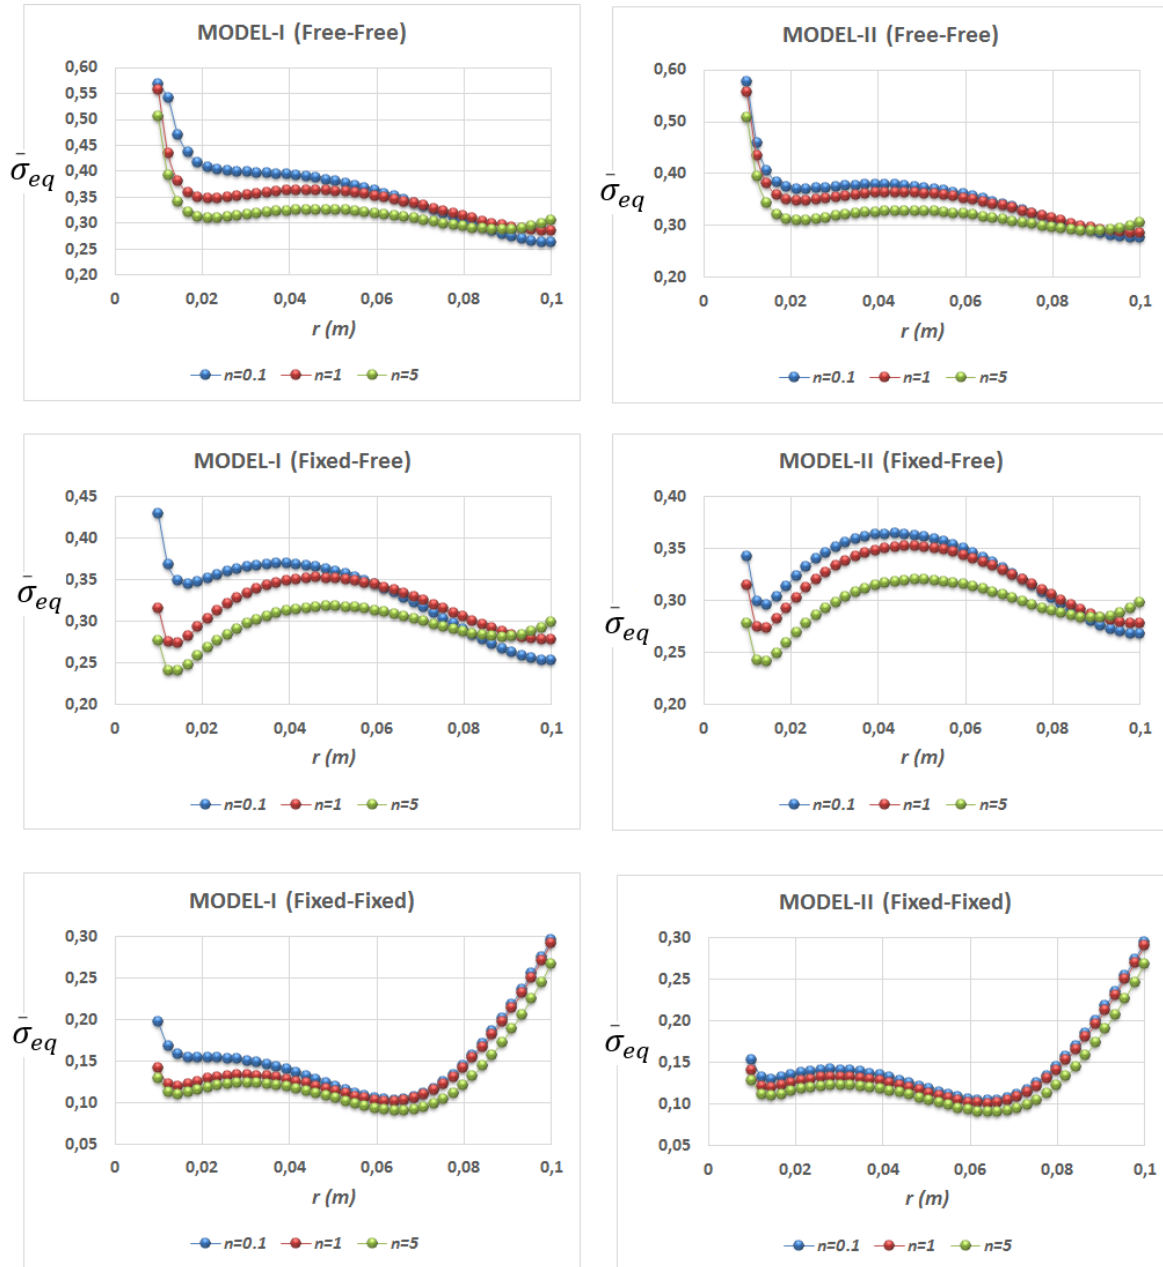 MODEL-I (Free-Free)
0,60
0,55
0,50
0,45
0,40
0,35
0,30
0,25
0,20
σ̄eq
0 0,02 0,04 0,06 0,08 0,1
r (m)
n=0.1 n=1 n=5
MODEL-II (Free-Free)
0,60
0,50
0,40
0,30
0,20
σ̄eq
0 0,02 0,04 0,06 0,08 0,1
r (m)
n=0.1 n=1 n=5
MODEL-I (Fixed-Free)
0,45
0,40
0,35
0,30
0,25
0,20
σ̄eq
0 0,02 0,04 0,06 0,08 0,1
r (m)
n=0.1 n=1 n=5
MODEL-II (Fixed-Free)
0,40
0,35
0,30
0,25
0,20
σ̄eq
0 0,02 0,04 0,06 0,08 0,1
r (m)
n=0.1 n=1 n=5
MODEL-I (Fixed-Fixed)
0,30
0,25
0,20
0,15
0,10
0,05
σ̄eq
0 0,02 0,04 0,06 0,08 0,1
r (m)
n=0.1 n=1 n=5
MODEL-II (Fixed-Fixed)
0,30
0,25
0,20
0,15
0,10
0,05
σ̄eq
0 0,02 0,04 0,06 0,08 0,1
r (m)
n=0.1 n=1 n=5